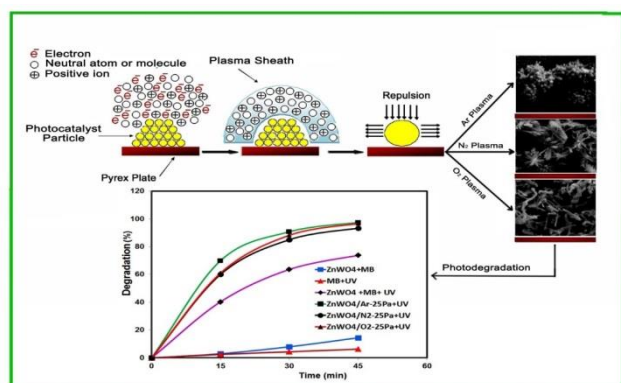 Electron
Neutral atom or molecule
Positive ion
Plasma Sheath
Repulsion
Photocatalyst
Particle
Pyrex Plate
Ar Plasma
N₂ Plasma
O₂ Plasma
Photodegradation
120
100
80
60
40
20
0
Degradation(%)
0
15
30
45
60
Time (min)
ZnWO4+MB
MB+UV
ZnWO4 +MB+ UV
ZnWO4/Ar-25Pa+UV
ZnWO4/N2-25Pa+UV
ZnWO4/O2-25Pa+UV